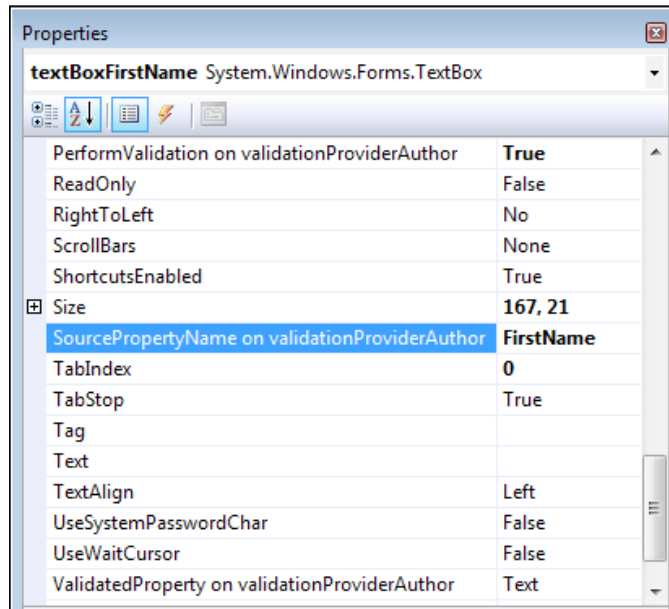 Properties
textBoxFirstName System.Windows.Forms.TextBox
PerformValidation on validationProviderAuthor True
ReadOnly False
RightToLeft No
ScrollBars None
ShortcutsEnabled True
Size 167, 21
SourcePropertyName on validationProviderAuthor FirstName
TabIndex 0
TabStop True
Tag
Text
TextAlign Left
UseSystemPasswordChar False
UseWaitCursor False
ValidatedProperty on validationProviderAuthor Text